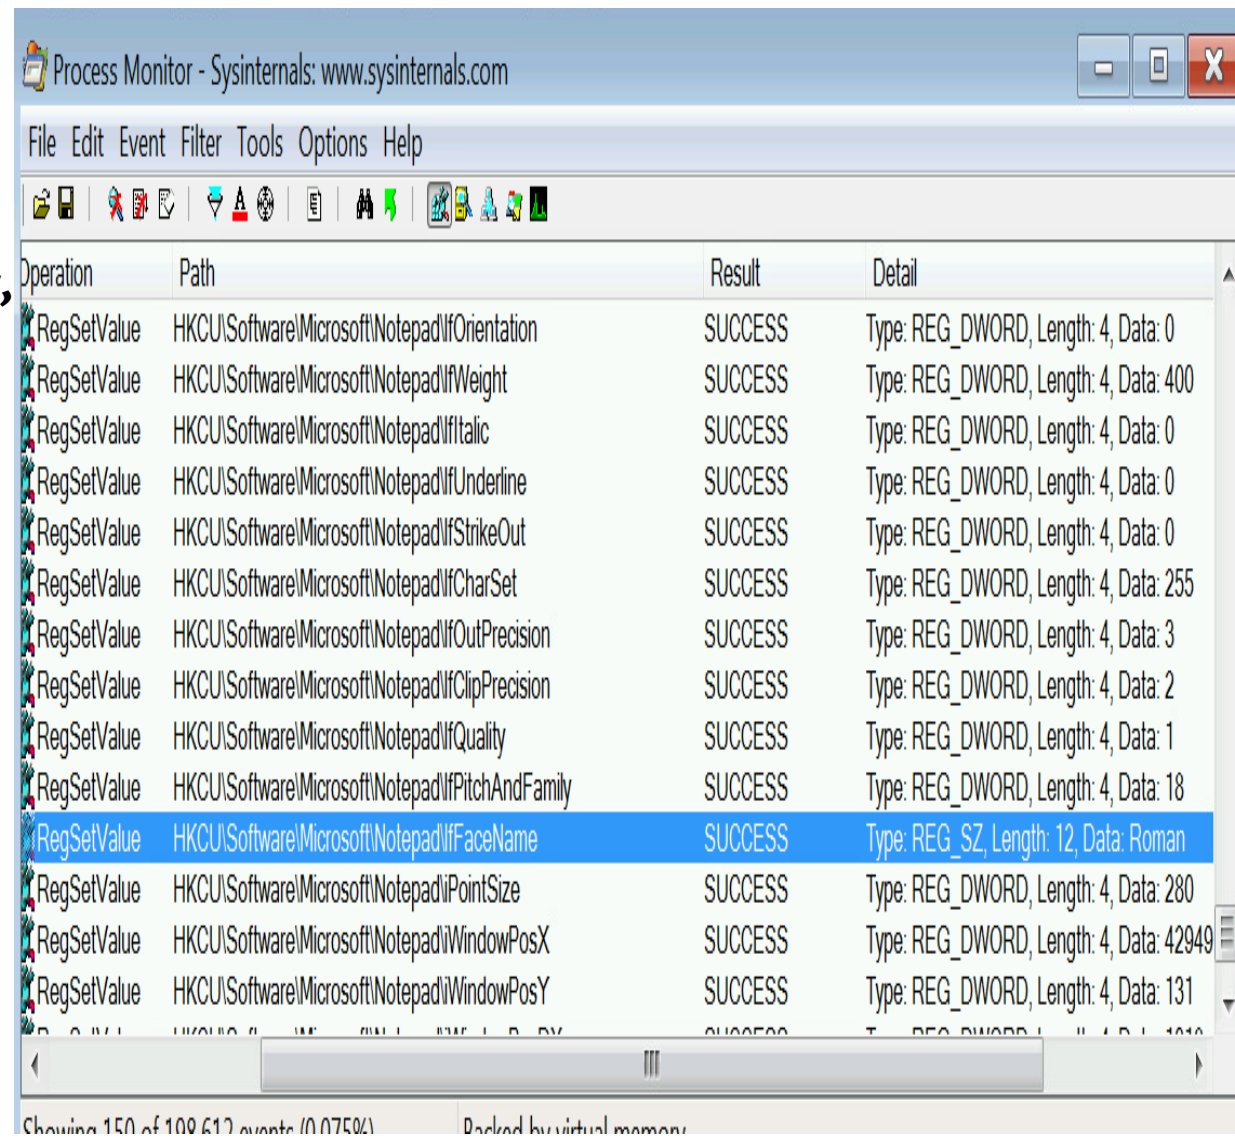 Process Monitor - Sysinternals: www.sysinternals.com
File Edit Event Filter Tools Options Help
Operation Path Result Detail
RegSetValue HKCU\Software\Microsoft\Notepad\lfOrientation SUCCESS Type: REG_DWORD, Length: 4, Data: 0
RegSetValue HKCU\Software\Microsoft\Notepad\lfWeight SUCCESS Type: REG_DWORD, Length: 4, Data: 400
RegSetValue HKCU\Software\Microsoft\Notepad\lfItalic SUCCESS Type: REG_DWORD, Length: 4, Data: 0
RegSetValue HKCU\Software\Microsoft\Notepad\lfUnderline SUCCESS Type: REG_DWORD, Length: 4, Data: 0
RegSetValue HKCU\Software\Microsoft\Notepad\lfStrikeOut SUCCESS Type: REG_DWORD, Length: 4, Data: 0
RegSetValue HKCU\Software\Microsoft\Notepad\lfCharSet SUCCESS Type: REG_DWORD, Length: 4, Data: 255
RegSetValue HKCU\Software\Microsoft\Notepad\lfOutPrecision SUCCESS Type: REG_DWORD, Length: 4, Data: 3
RegSetValue HKCU\Software\Microsoft\Notepad\lfClipPrecision SUCCESS Type: REG_DWORD, Length: 4, Data: 2
RegSetValue HKCU\Software\Microsoft\Notepad\lfQuality SUCCESS Type: REG_DWORD, Length: 4, Data: 1
RegSetValue HKCU\Software\Microsoft\Notepad\lfPitchAndFamily SUCCESS Type: REG_DWORD, Length: 4, Data: 18
RegSetValue HKCU\Software\Microsoft\Notepad\lfFaceName SUCCESS Type: REG_SZ, Length: 12, Data: Roman
RegSetValue HKCU\Software\Microsoft\Notepad\iPointSize SUCCESS Type: REG_DWORD, Length: 4, Data: 280
RegSetValue HKCU\Software\Microsoft\Notepad\iWindowPosX SUCCESS Type: REG_DWORD, Length: 4, Data: 42949
RegSetValue HKCU\Software\Microsoft\Notepad\iWindowPosY SUCCESS Type: REG_DWORD, Length: 4, Data: 131
Showing 150 of 198,612 events (0.075%) Backed by virtual memory